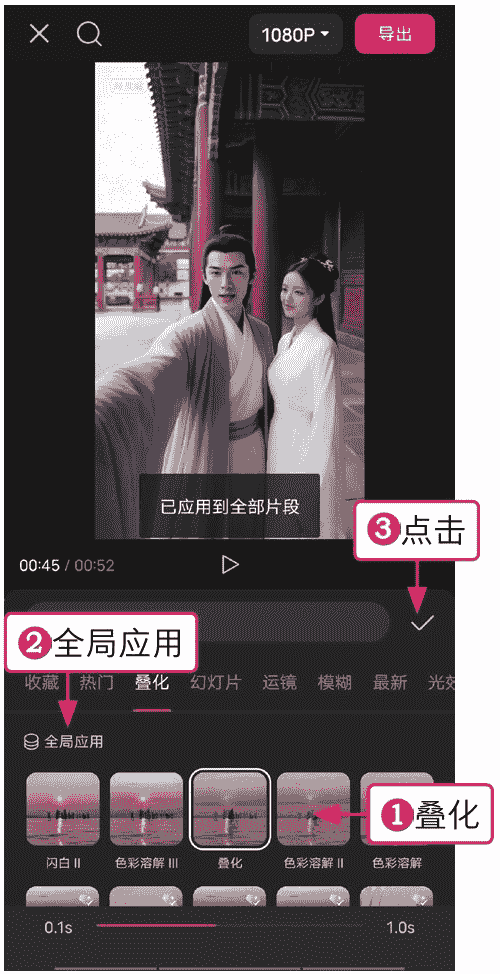 1080P
导出
已应用到全部片段
❸点击
00:45 / 00:52
❷全局应用
收藏 热门 叠化 幻灯片 运镜 模糊 最新 光效
全局应用
❶叠化
闪白 II 色彩溶解 III 叠化 色彩溶解 II 色彩溶解
0.1s 1.0s